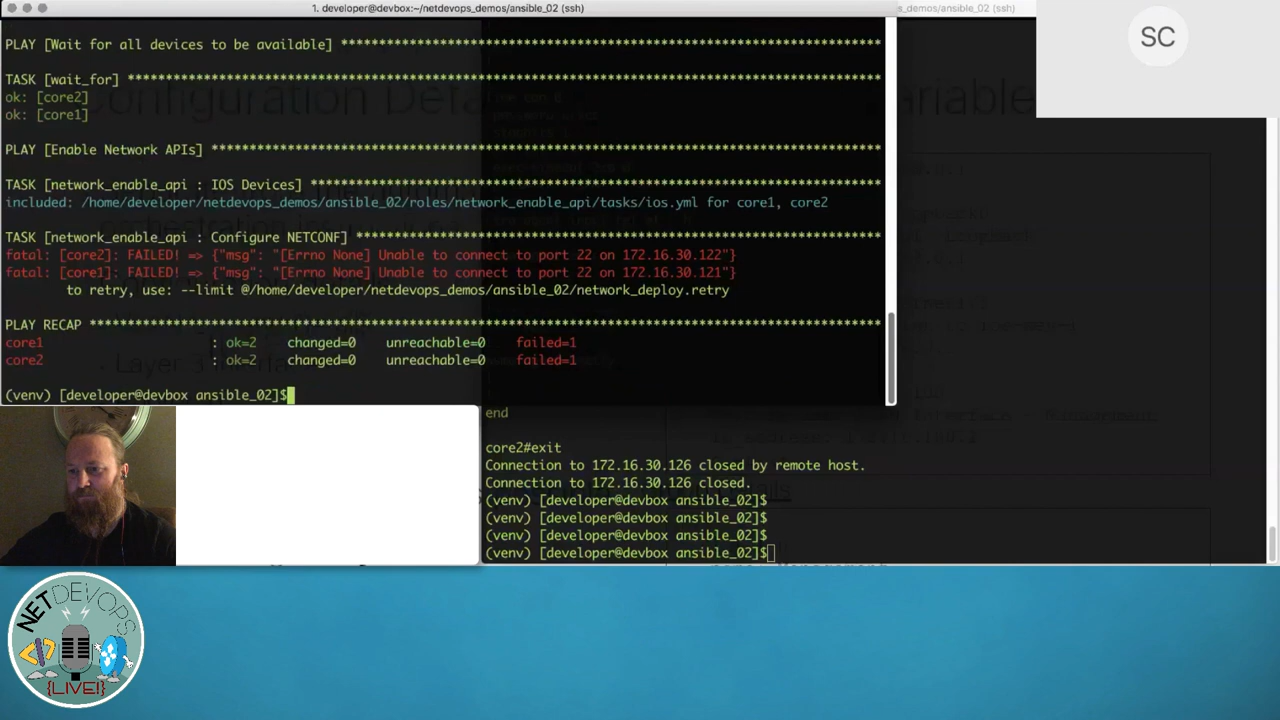 1. developer@devbox:~/netdevops_demos/ansible_02 (ssh)
s_demos/ansible_02 (ssh)
SC
PLAY [Wait for all devices to be available] ***********************************************************************
TASK [wait_for] ***************************************************************************************************
ok: [core2]
ok: [core1]
PLAY [Enable Network APIs] ****************************************************************************************
TASK [network_enable_api : IOS Devices] ***************************************************************************
included: /home/developer/netdevops_demos/ansible_02/roles/network_enable_api/tasks/ios.yml for core1, core2
TASK [network_enable_api : Configure NETCONF] *********************************************************************
fatal: [core2]: FAILED! => {"msg": "[Errno None] Unable to connect to port 22 on 172.16.30.122"}
fatal: [core1]: FAILED! => {"msg": "[Errno None] Unable to connect to port 22 on 172.16.30.121"}
to retry, use: --limit @/home/developer/netdevops_demos/ansible_02/network_deploy.retry
PLAY RECAP ********************************************************************************************************
core1 : ok=2 changed=0 unreachable=0 failed=1
core2 : ok=2 changed=0 unreachable=0 failed=1
(venv) [developer@devbox ansible_02]$
end
core2#exit
Connection to 172.16.30.126 closed by remote host.
Connection to 172.16.30.126 closed.
(venv) [developer@devbox ansible_02]$
(venv) [developer@devbox ansible_02]$
(venv) [developer@devbox ansible_02]$
(venv) [developer@devbox ansible_02]$
NETDEVOPS
{LIVE!}